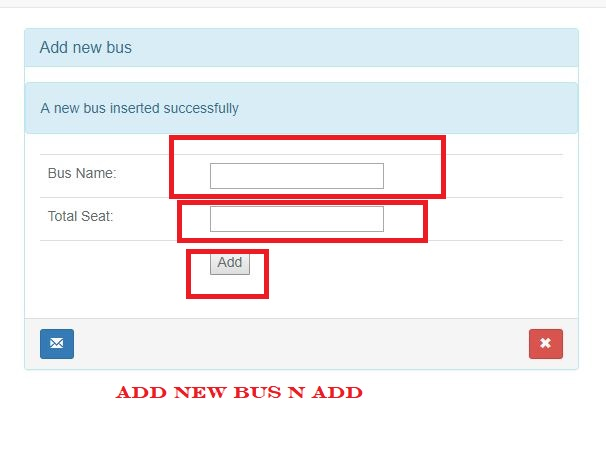 Add new bus
A new bus inserted successfully
Bus Name:
Total Seat:
Add
ADD NEW BUS N ADD